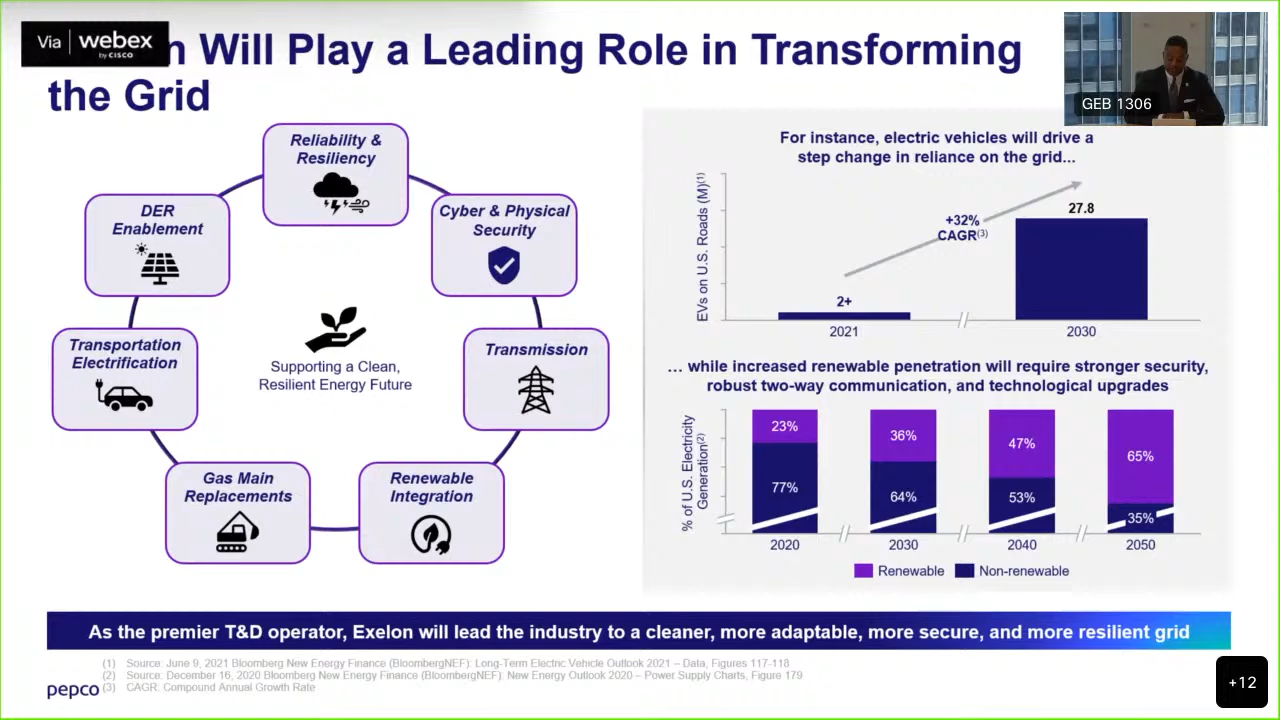 Via webex
by CISCO
n Will Play a Leading Role in Transforming
the Grid
GEB 1306
Reliability &
Resiliency
DER
Enablement
Cyber & Physical
Security
Transportation
Electrification
Supporting a Clean,
Resilient Energy Future
Transmission
Gas Main
Replacements
Renewable
Integration
For instance, electric vehicles will drive a
step change in reliance on the grid...
EVs on U.S. Roads (M)(1)
+32%
CAGR(3)
27.8
2+
2021
2030
… while increased renewable penetration will require stronger security,
robust two-way communication, and technological upgrades
% of U.S. Electricity
Generation(2)
23%
36%
47%
65%
77%
64%
53%
35%
2020
2030
2040
2050
Renewable
Non-renewable
As the premier T&D operator, Exelon will lead the industry to a cleaner, more adaptable, more secure, and more resilient grid
(1) Source: June 9, 2021 Bloomberg New Energy Finance (BloombergNEF): Long-Term Electric Vehicle Outlook 2021 – Data, Figures 117-118
(2) Source: December 16, 2020 Bloomberg New Energy Finance (BloombergNEF): New Energy Outlook 2020 – Power Supply Charts, Figure 179
(3) CAGR: Compound Annual Growth Rate
pepco
+12